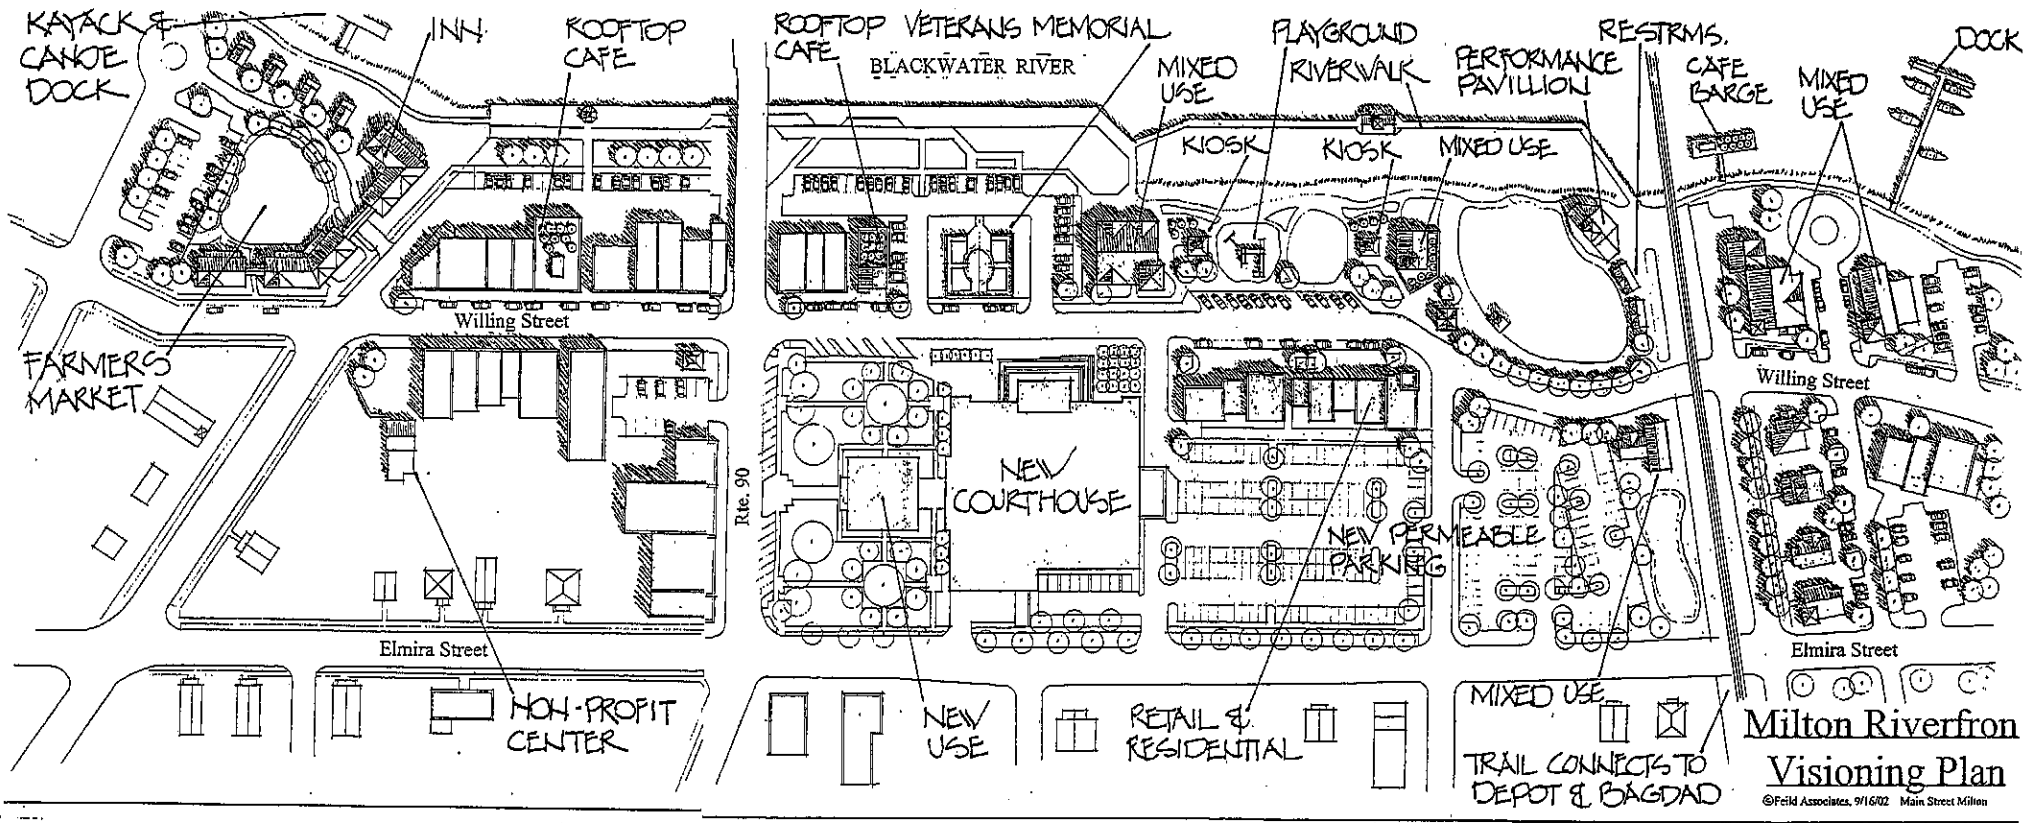 KAYACK &
CANOE
DOCK
INN
ROOFTOP
CAFE
ROOFTOP
CAFE
VETERANS MEMORIAL
BLACKWATER RIVER
MIXED
USE
PLAYGROUND
RIVERWALK
PERFORMANCE
PAVILLION
RESTRMS.
CAFE
BARGE
MIXED
USE
DOCK
KIOSK
KIOSK
MIXED USE
FARMERS
MARKET
Willing Street
Willing Street
Rte. 90
NEW
COURTHOUSE
NEW PERMEABLE
PARKING
Elmira Street
Elmira Street
NON-PROFIT
CENTER
NEW
USE
RETAIL &
RESIDENTIAL
MIXED USE
TRAIL CONNECTS TO
DEPOT & BAGDAD
Milton Riverfron
Visioning Plan
©Feild Associates, 9/16/02 Main Street Milton